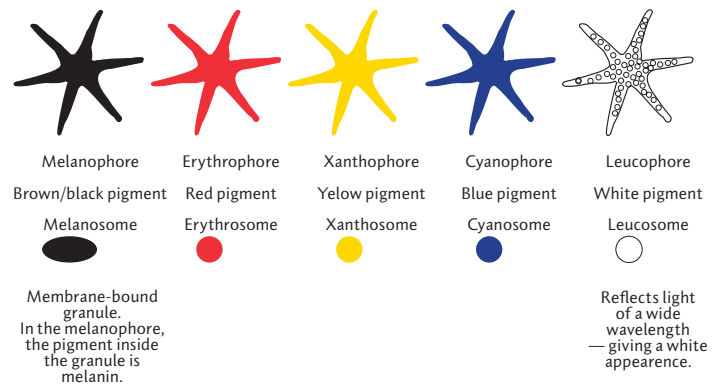 Melanophore Erythrophore Xanthophore Cyanophore Leucophore
Brown/black pigment Red pigment Yelow pigment Blue pigment White pigment
Melanosome Erythrosome Xanthosome Cyanosome Leucosome
Membrane-bound
granule.
In the melanophore,
the pigment inside
the granule is
melanin.
Reflects light
of a wide
wavelength
— giving a white
appearence.